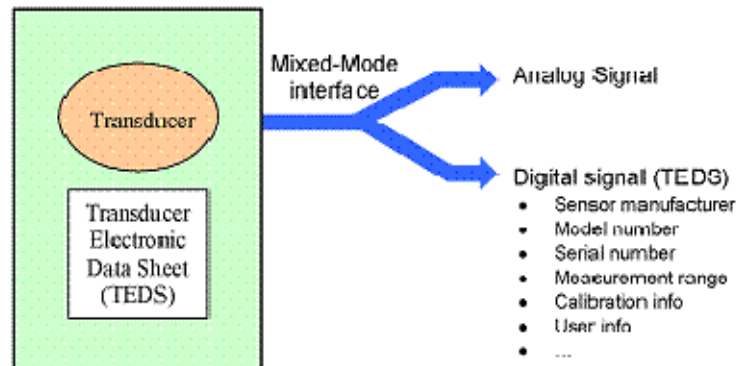 Transducer
Transducer
Electronic
Data Sheet
(TEDS)
Mixed-Mode
interface
Analog Signal
Digital signall (TEDS)
• Sensor manufacturer
• Model number
• Serial number
• Measurement range
• Calibration info
• User info
• ...